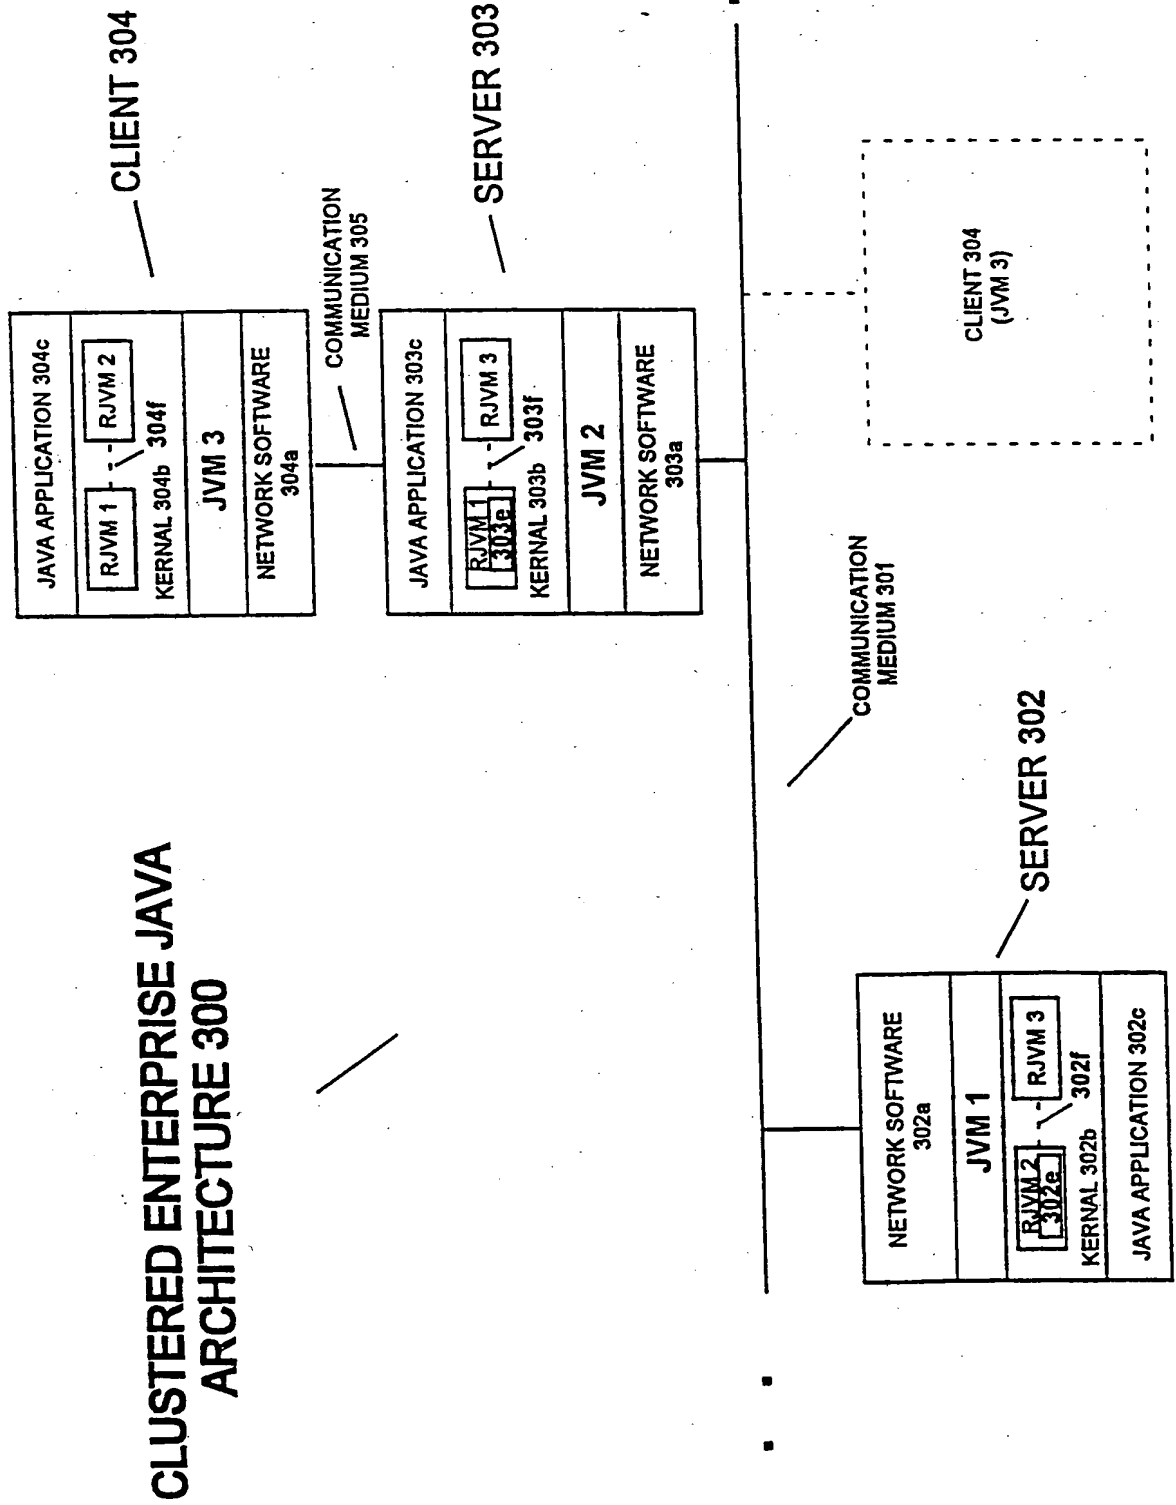 CLUSTERED ENTERPRISE JAVA
ARCHITECTURE 300
CLIENT 304
JAVA APPLICATION 304c
RJVM 1
RJVM 2
KERNAL 304b
304f
JVM 3
NETWORK SOFTWARE
304a
COMMUNICATION
MEDIUM 305
SERVER 303
JAVA APPLICATION 303c
RJVM 1
303e
RJVM 3
KERNAL 303b
303f
JVM 2
NETWORK SOFTWARE
303a
COMMUNICATION
MEDIUM 301
SERVER 302
NETWORK SOFTWARE
302a
JVM 1
RJVM 2
302e
RJVM 3
KERNAL 302b
302f
JAVA APPLICATION 302c
CLIENT 304
(JVM 3)